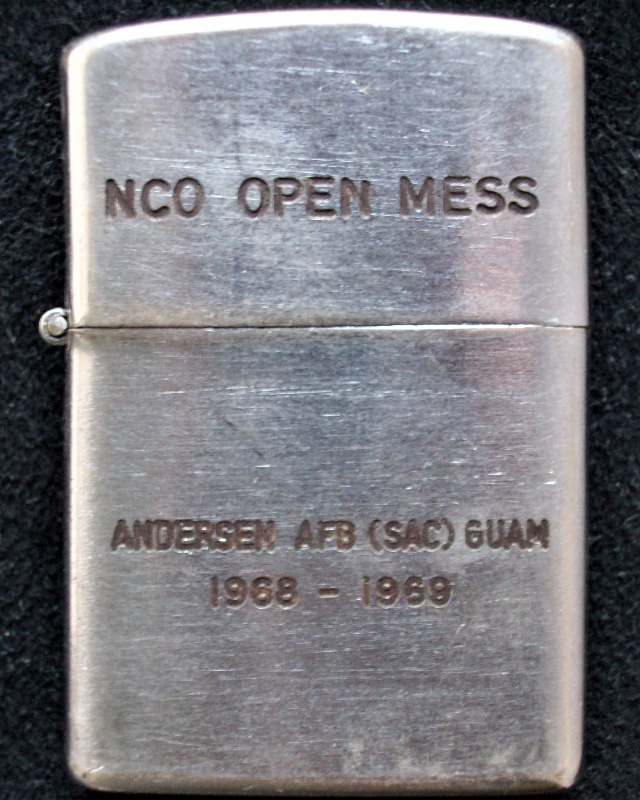 NCO OPEN MESS
ANDERSEN AFB (SAC) GUAM
1968 - 1969